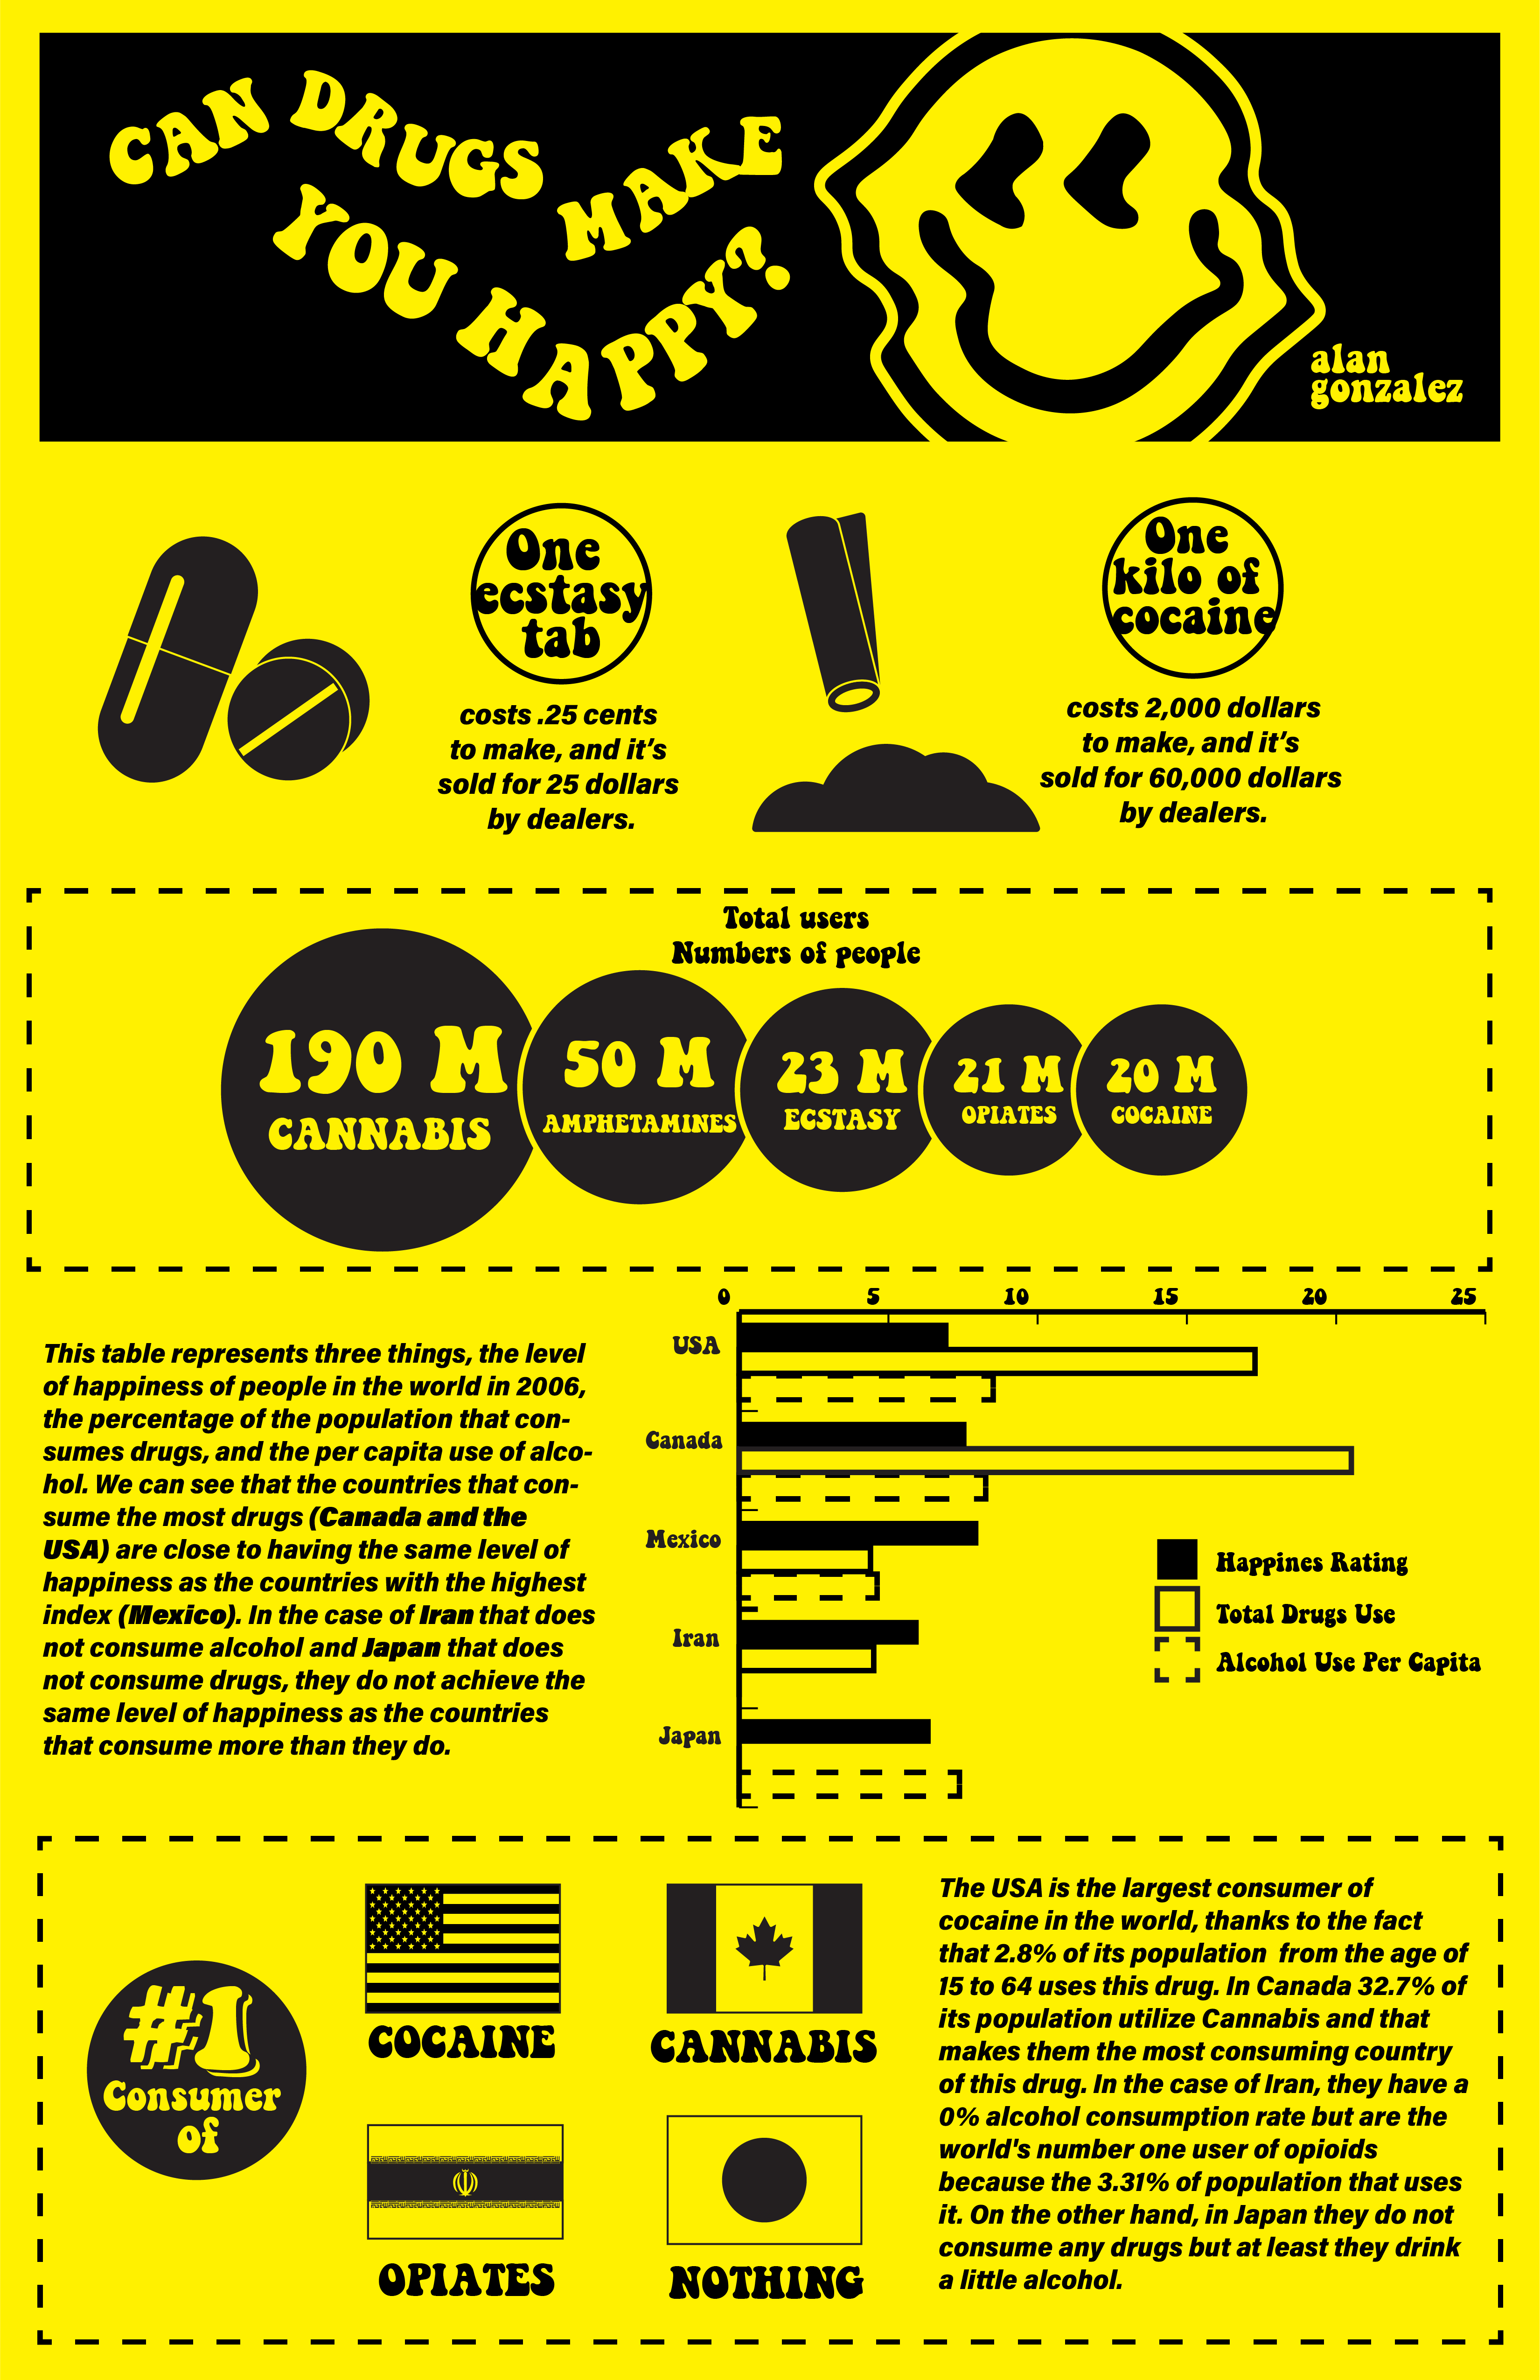 CAN DRUGS MAKE
YOU HAPPY?
alan
gonzalez
One
ecstasy
tab
costs .25 cents
to make, and it’s
sold for 25 dollars
by dealers.
One
kilo of
cocaine
costs 2,000 dollars
to make, and it’s
sold for 60,000 dollars
by dealers.
Total users
Numbers of people
190 M
CANNABIS
50 M
AMPHETAMINES
23 M
ECSTASY
21 M
OPIATES
20 M
COCAINE
This table represents three things, the level
of happiness of people in the world in 2006,
the percentage of the population that con-
sumes drugs, and the per capita use of alco-
hol. We can see that the countries that con-
sume the most drugs (Canada and the
USA) are close to having the same level of
happiness as the countries with the highest
index (Mexico). In the case of Iran that does
not consume alcohol and Japan that does
not consume drugs, they do not achieve the
same level of happiness as the countries
that consume more than they do.
0 5 10 15 20 25
USA
Canada
Mexico
Iran
Japan
Happines Rating
Total Drugs Use
Alcohol Use Per Capita
#1
Consumer
of
COCAINE
CANNABIS
OPIATES
NOTHING
The USA is the largest consumer of
cocaine in the world, thanks to the fact
that 2.8% of its population  from the age of
15 to 64 uses this drug. In Canada 32.7% of
its population utilize Cannabis and that
makes them the most consuming country
of this drug. In the case of Iran, they have a
0% alcohol consumption rate but are the
world's number one user of opioids
because the 3.31% of population that uses
it. On the other hand, in Japan they do not
consume any drugs but at least they drink
a little alcohol.